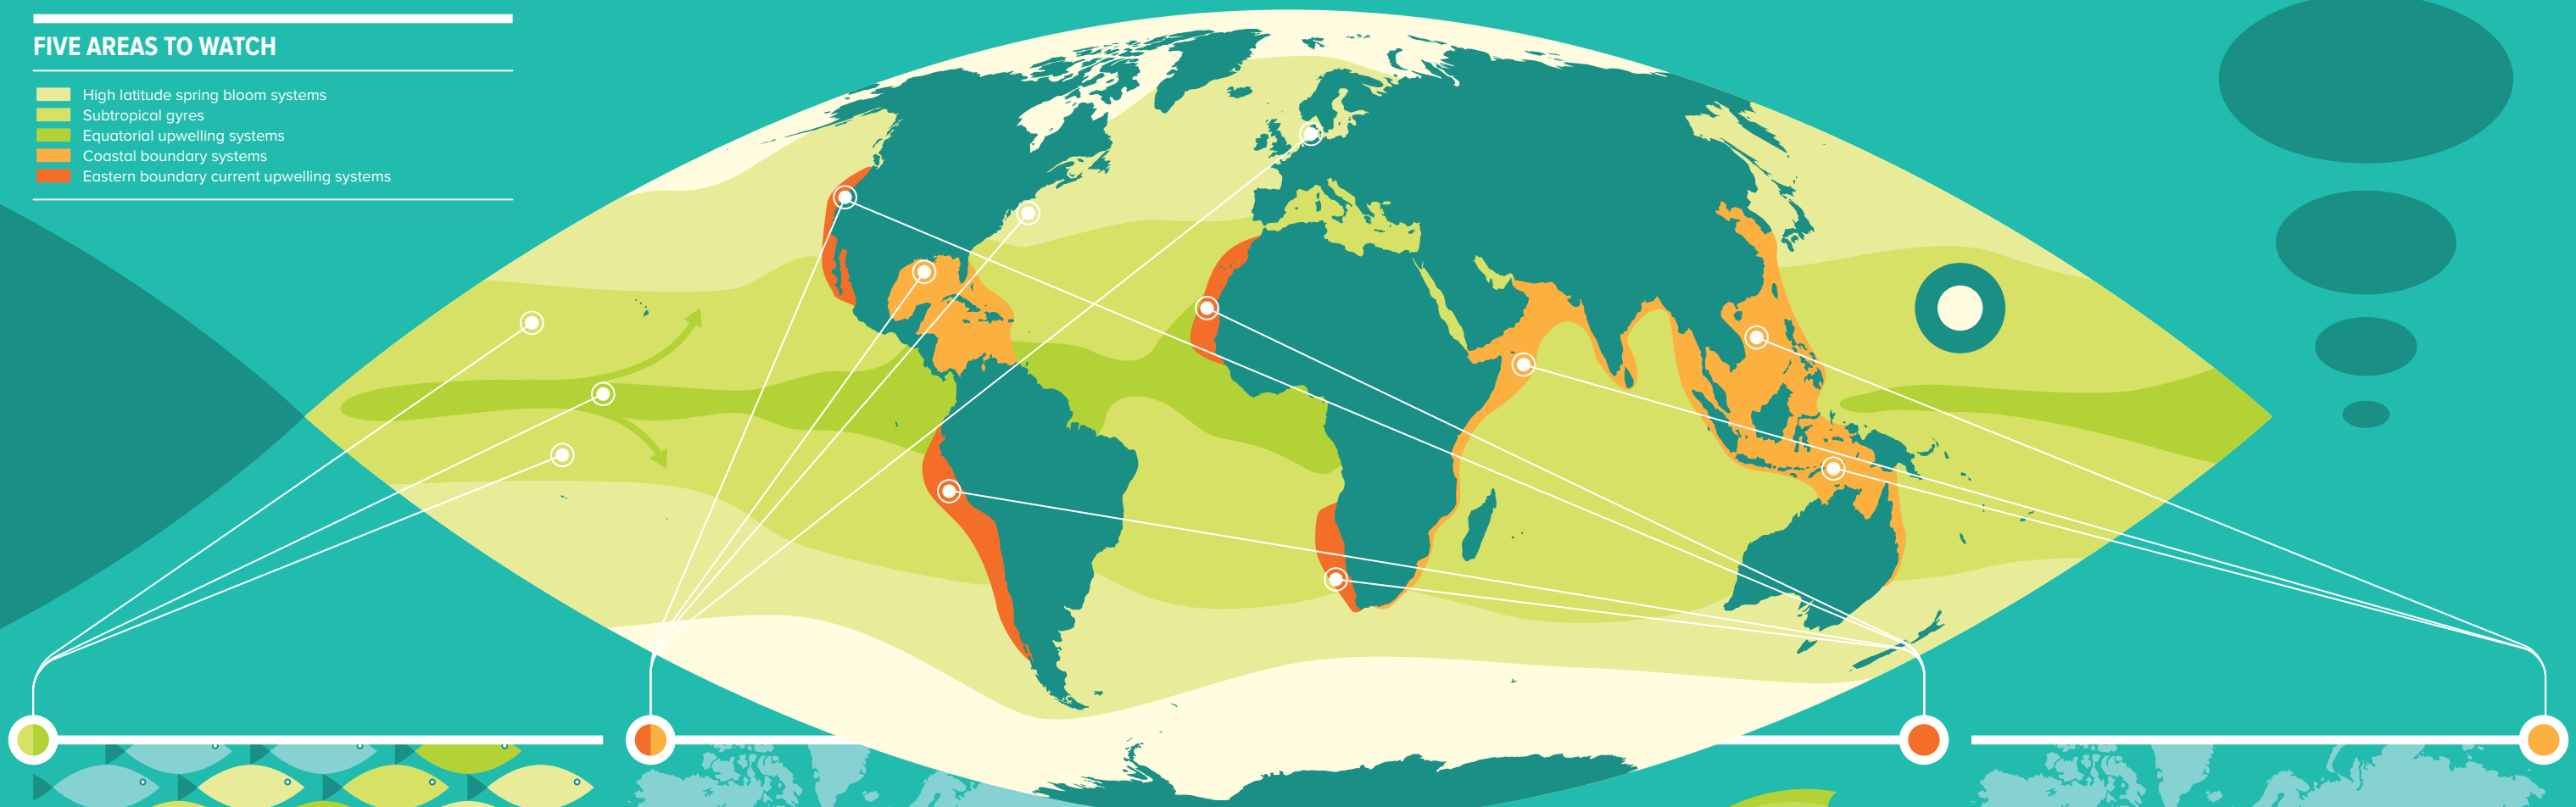 FIVE AREAS TO WATCH
High latitude spring bloom systems
Subtropical gyres
Equatorial upwelling systems
Coastal boundary systems
Eastern boundary current upwelling systems